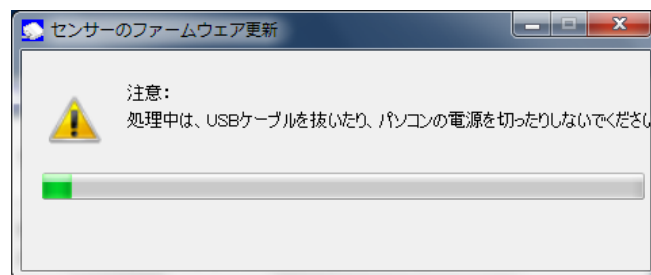 センサーのファームウェア更新
注意:
処理中は、USBケーブルを抜いたり、パソコンの電源を切ったりしないでくださ